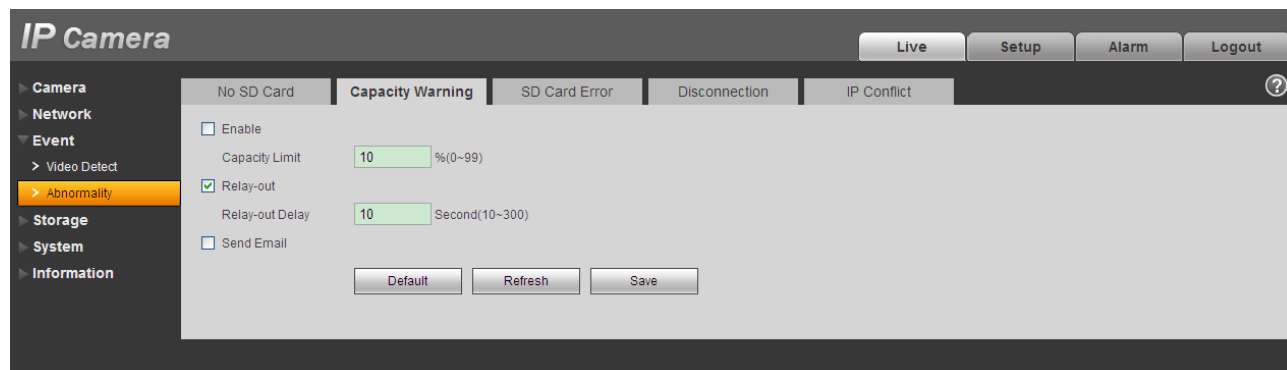 IP Camera
Live Setup Alarm Logout
Camera
Network
Event
> Video Detect
> Abnormality
Storage
System
Information
No SD Card Capacity Warning SD Card Error Disconnection IP Conflict ?
Enable
Capacity Limit 10 %(0~99)
Relay-out
Relay-out Delay 10 Second(10~300)
Send Email
Default Refresh Save